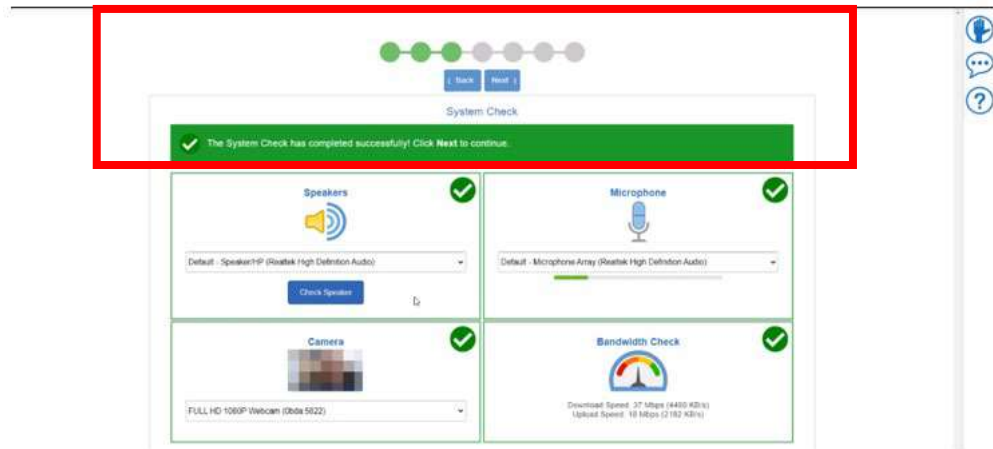 ‹ Back Next ›
System Check
The System Check has completed successfully! Click Next to continue.
Speakers
Default - Speaker/HP (Realtek High Definition Audio)
Check Speaker
Microphone
Default - Microphone Array (Realtek High Definition Audio)
Camera
FULL HD 1080P Webcam (0bda:5822)
Bandwidth Check
Download Speed: 37 Mbps (4460 KB/s)
Upload Speed: 18 Mbps (2182 KB/s)
?